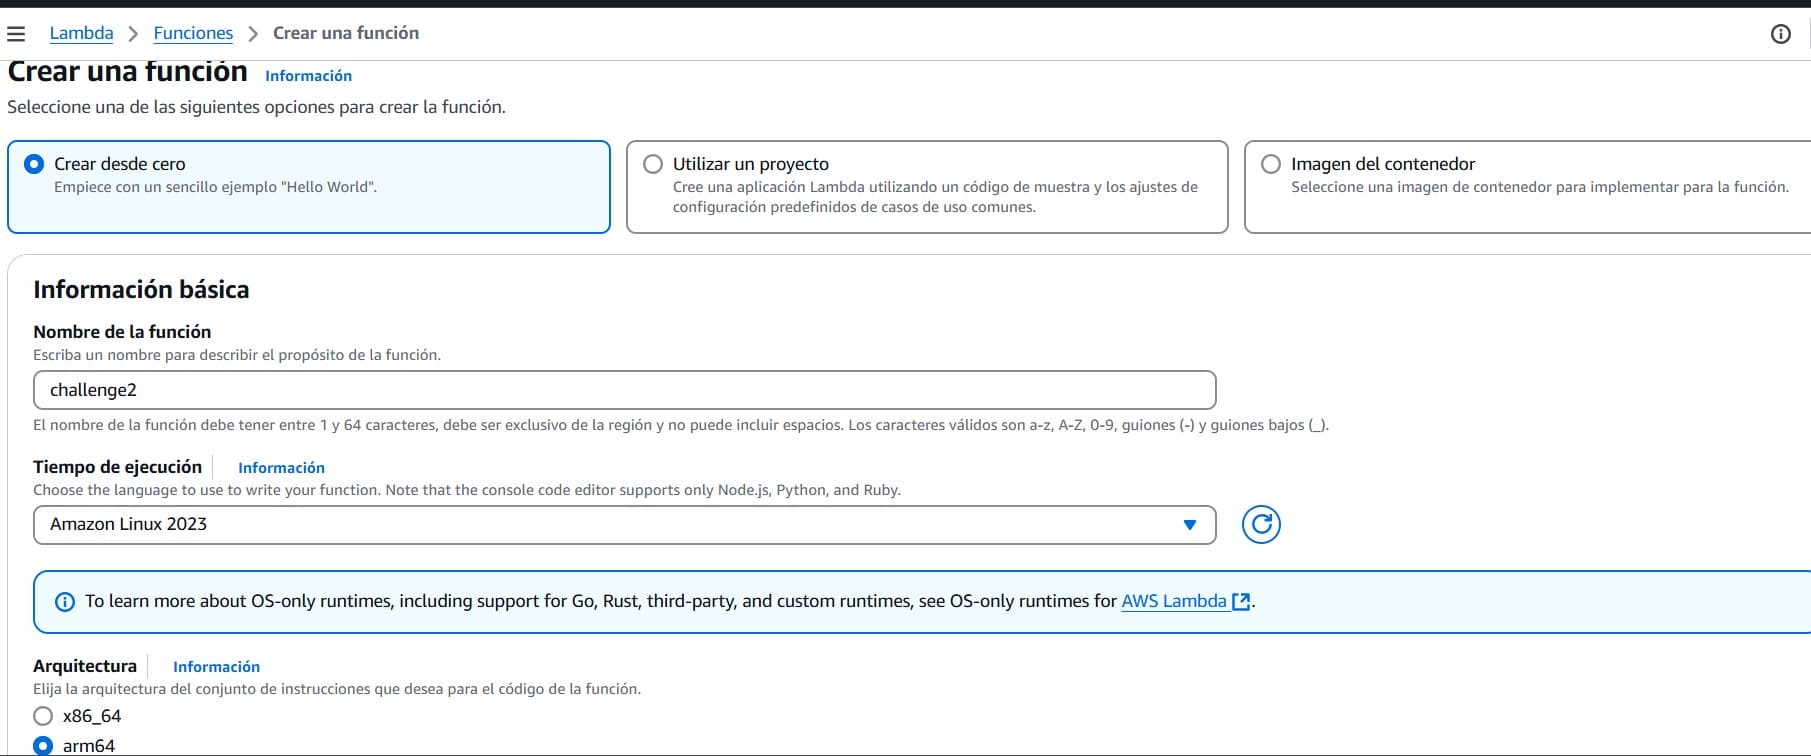 Lambda > Funciones > Crear una función
Crear una función Información
Seleccione una de las siguientes opciones para crear la función.
Crear desde cero
Empiece con un sencillo ejemplo "Hello World".
Utilizar un proyecto
Cree una aplicación Lambda utilizando un código de muestra y los ajustes de
configuración predefinidos de casos de uso comunes.
Imagen del contenedor
Seleccione una imagen de contenedor para implementar para la función.
Información básica
Nombre de la función
Escriba un nombre para describir el propósito de la función.
challenge2
El nombre de la función debe tener entre 1 y 64 caracteres, debe ser exclusivo de la región y no puede incluir espacios. Los caracteres válidos son a-z, A-Z, 0-9, guiones (-) y guiones bajos (_).
Tiempo de ejecución Información
Choose the language to use to write your function. Note that the console code editor supports only Node.js, Python, and Ruby.
Amazon Linux 2023
To learn more about OS-only runtimes, including support for Go, Rust, third-party, and custom runtimes, see OS-only runtimes for AWS Lambda.
Arquitectura Información
Elija la arquitectura del conjunto de instrucciones que desea para el código de la función.
x86_64
arm64